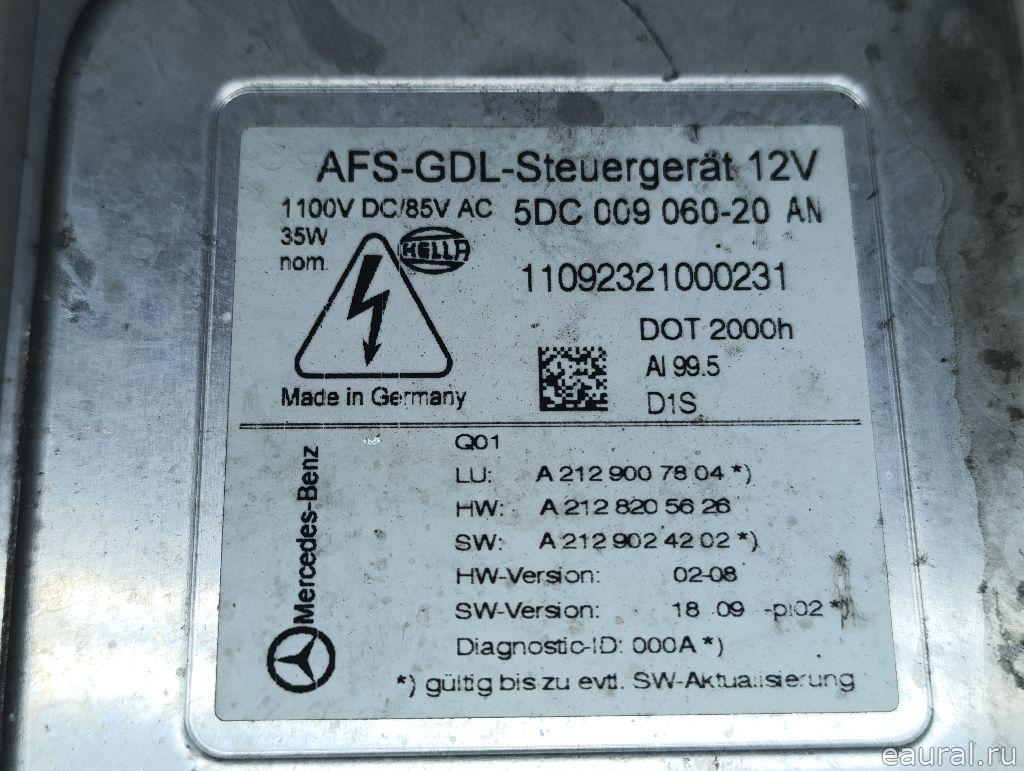 AFS-GDL-Steuergerät 12V
1100V DC/85V AC 5DC 009 060-20 AN
35W
nom.
HELLA
11092321000231
DOT 2000h
AI 99.5
D1S
Made in Germany
Mercedes-Benz
Q01
LU: A 212 900 78 04 *)
HW: A 212 820 56 26
SW: A 212 902 42 02 *)
HW-Version: 02-08
SW-Version: 18 09 -pl02 *)
Diagnostic-ID: 000A *)
*) gültig bis zu evtl. SW-Aktualisierung
eaural.ru